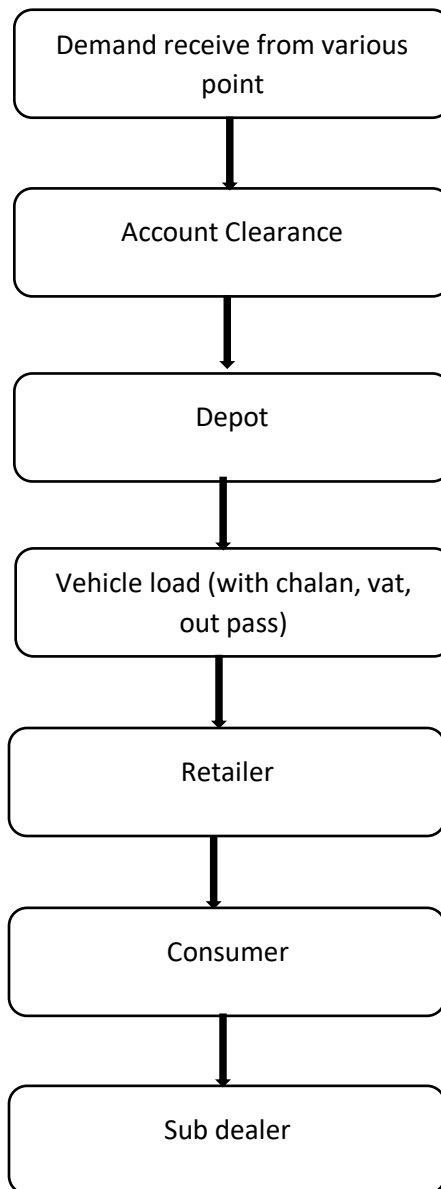 Demand receive from various
point
Account Clearance
Depot
Vehicle load (with chalan, vat,
out pass)
Retailer
Consumer
Sub dealer